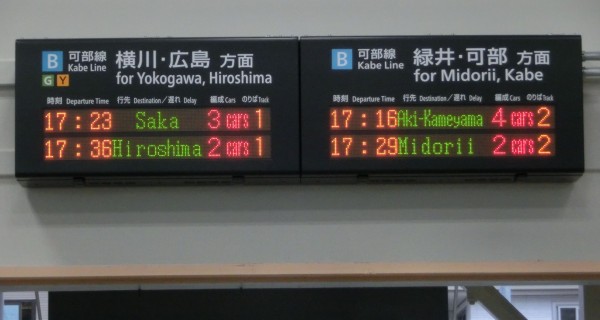 B 可部線 Kabe Line 横川・広島 方面
G Y for Yokogawa, Hiroshima
時刻 Departure Time 行先 Destination／遅れ Delay 編成 Cars のりば Track
17：23 Saka 3 cars 1
17：36 Hiroshima 2 cars 1
B 可部線 Kabe Line 緑井・可部 方面
for Midorii, Kabe
時刻 Departure Time 行先 Destination／遅れ Delay 編成 Cars のりば Track
17：16 Aki-Kameyama 4 cars 2
17：29 Midorii 2 cars 2